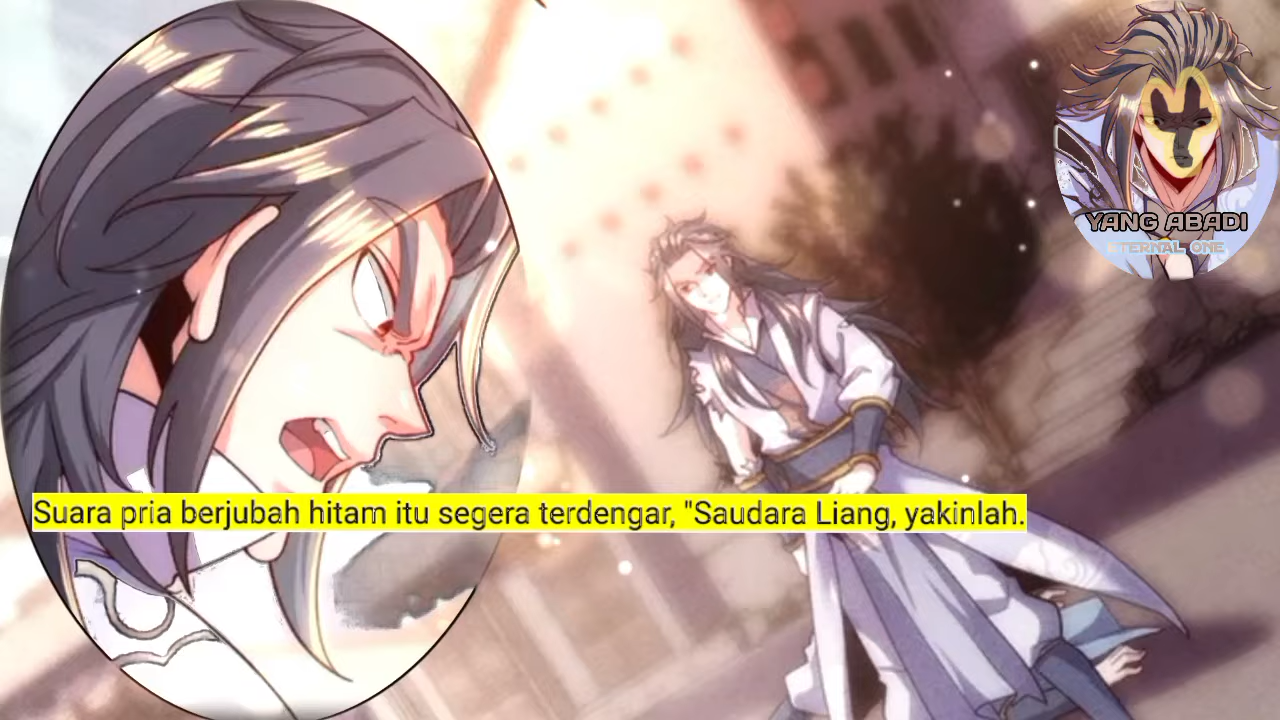 YANG ABADI
ETERNAL ONE
Suara pria berjubah hitam itu segera terdengar, "Saudara Liang, yakinlah.